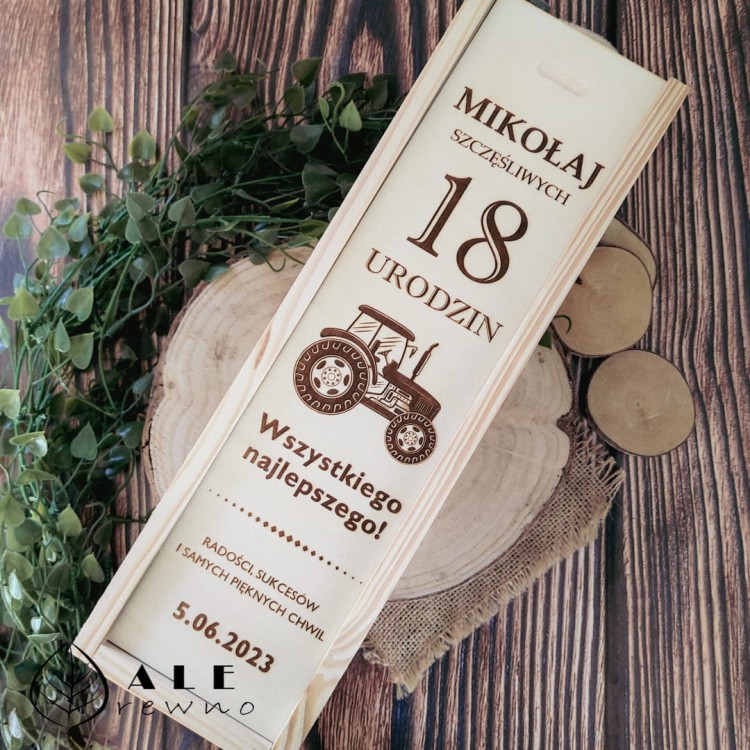 MIKOŁAJ
SZCZĘŚLIWYCH
18
URODZIN
Wszystkiego
najlepszego!
RADOŚCI, SUKCESÓW
I SAMYCH PIĘKNYCH CHWIL
5.06.2023
ALE
rewno